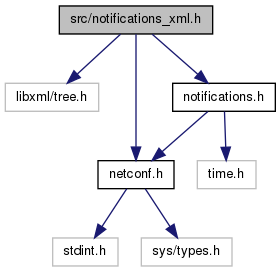 src/notifications_xml.h
libxml/tree.h
notifications.h
netconf.h
time.h
stdint.h
sys/types.h